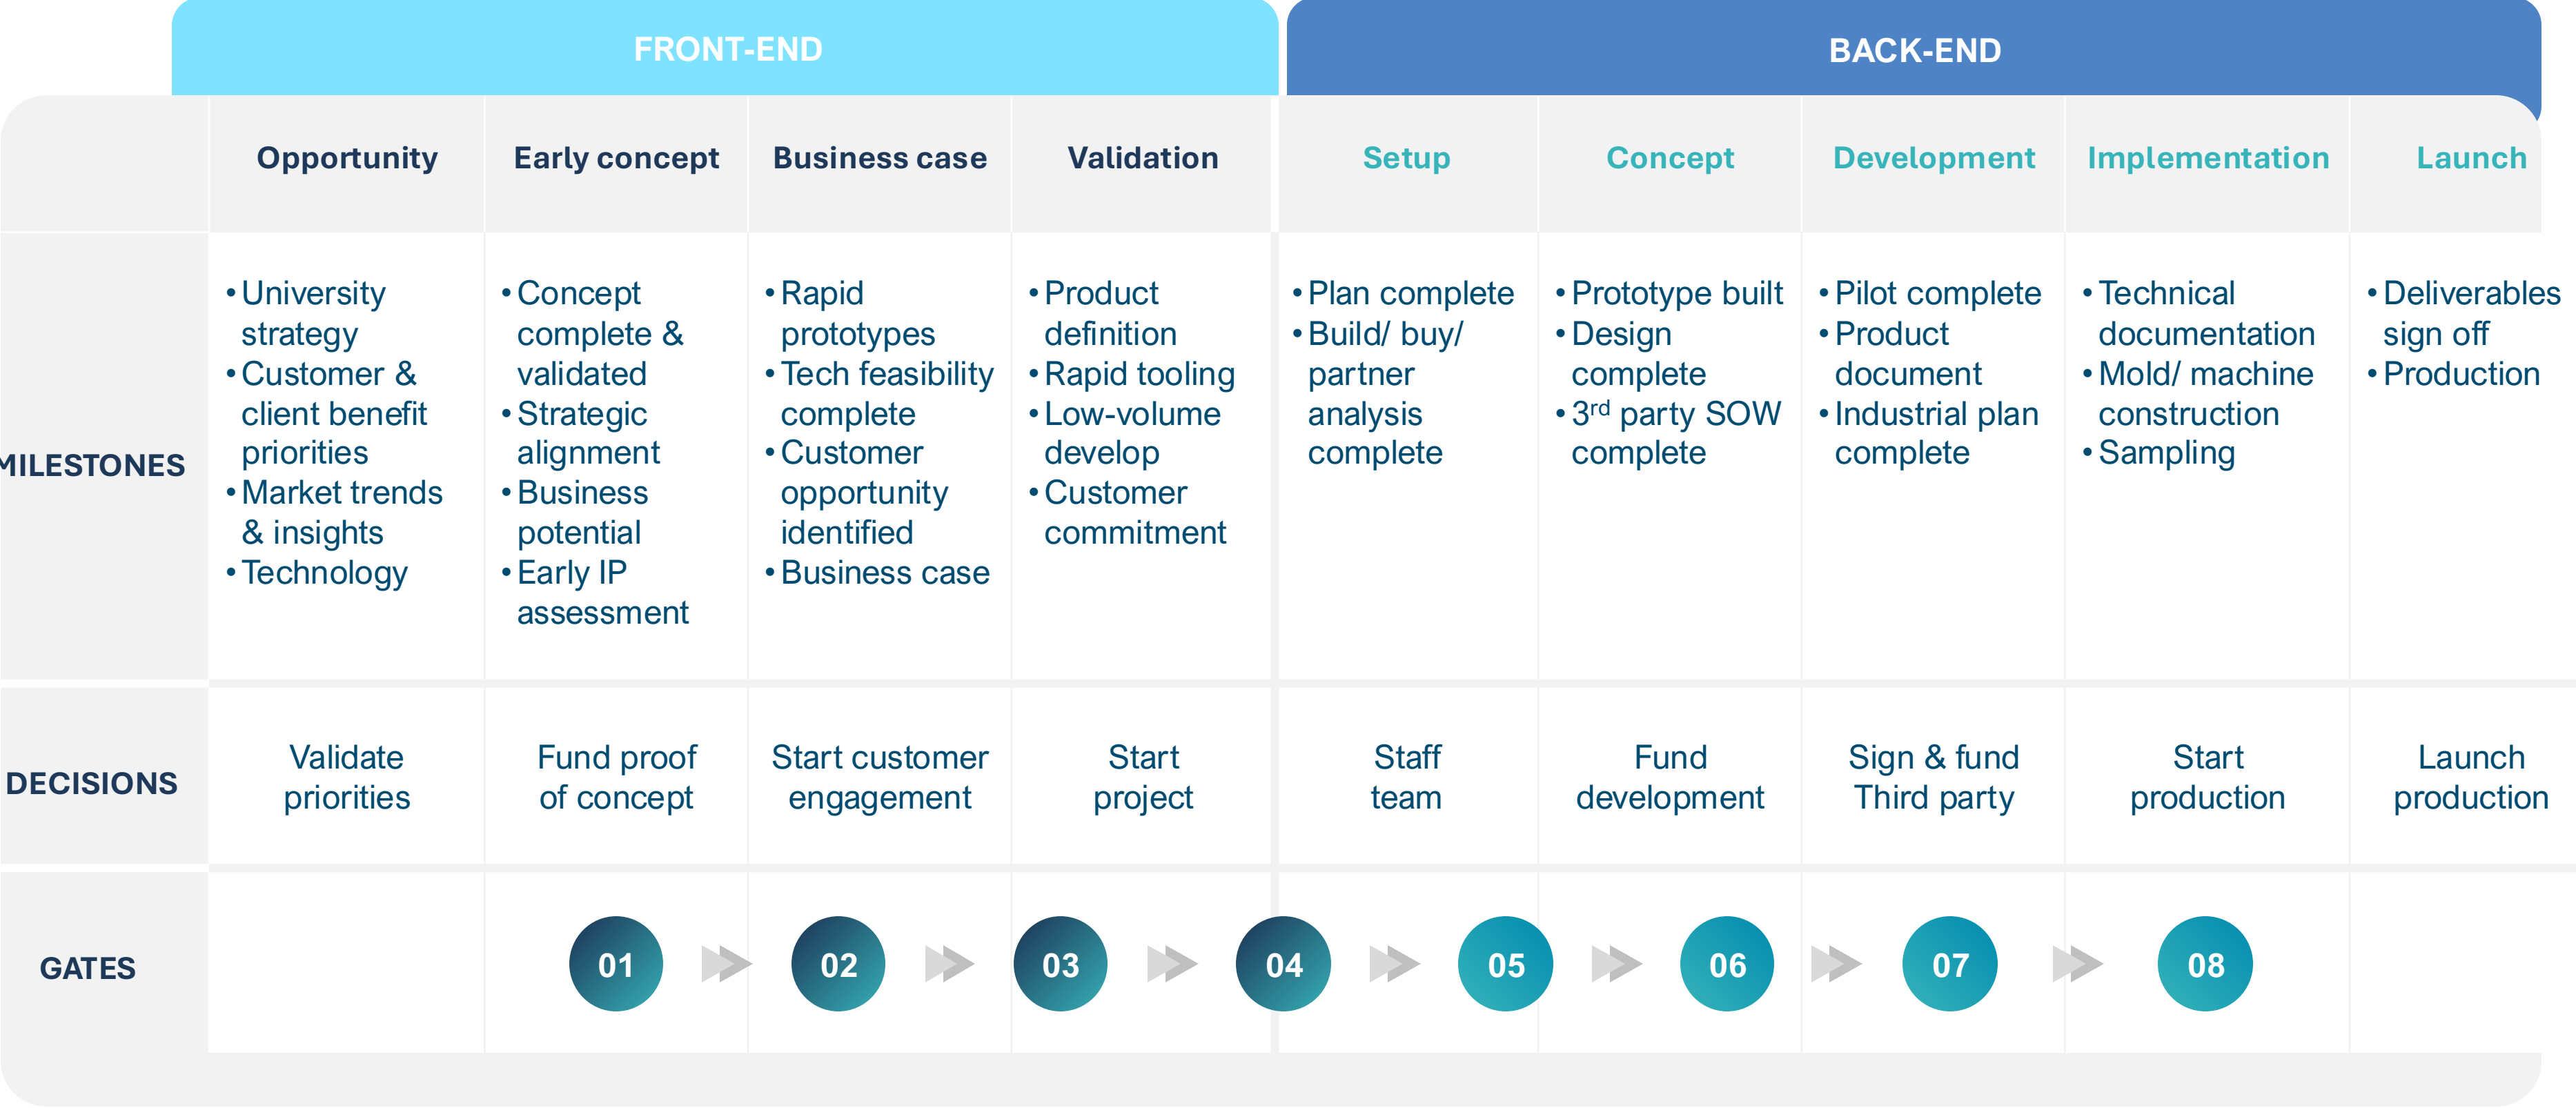 FRONT-END
BACK-END
Opportunity
Early concept
Business case
Validation
Setup
Concept
Development
Implementation
Launch
MILESTONES
• University
strategy
• Customer &
client benefit
priorities
• Market trends
& insights
• Technology
• Concept
complete &
validated
• Strategic
alignment
• Business
potential
• Early IP
assessment
• Rapid
prototypes
• Tech feasibility
complete
• Customer
opportunity
identified
• Business case
• Product
definition
• Rapid tooling
• Low-volume
develop
• Customer
commitment
• Plan complete
• Build/ buy/
partner
analysis
complete
• Prototype built
• Design
complete
• 3rd party SOW
complete
• Pilot complete
• Product
document
• Industrial plan
complete
• Technical
documentation
• Mold/ machine
construction
• Sampling
• Deliverables
sign off
• Production
DECISIONS
Validate
priorities
Fund proof
of concept
Start customer
engagement
Start
project
Staff
team
Fund
development
Sign & fund
Third party
Start
production
Launch
production
GATES
01
02
03
04
05
06
07
08